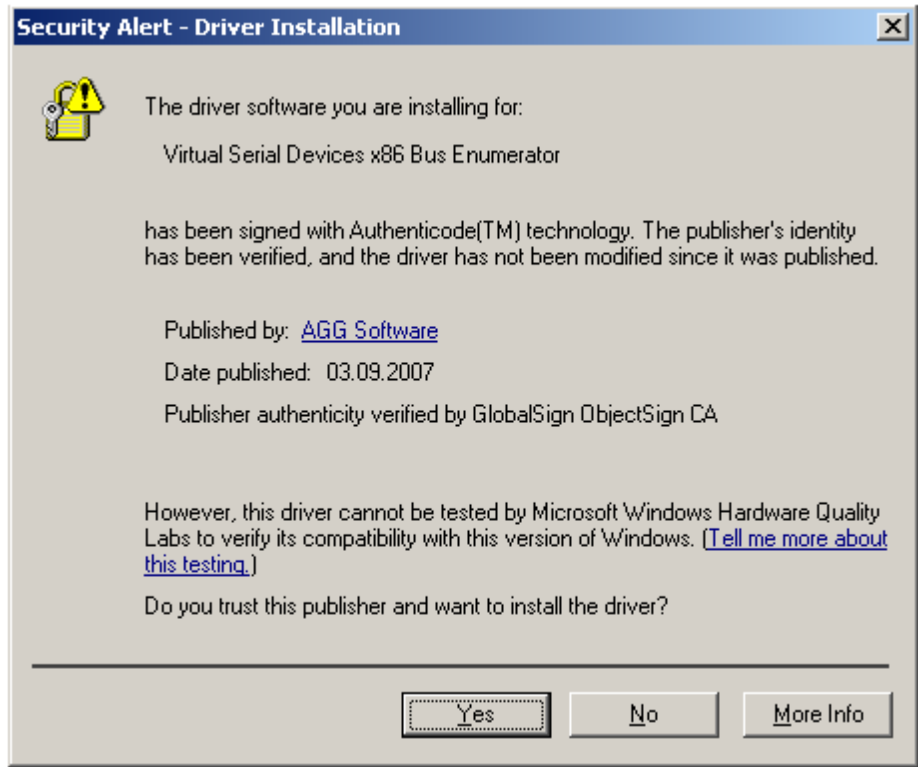 Security Alert - Driver Installation
The driver software you are installing for:
Virtual Serial Devices x86 Bus Enumerator
has been signed with Authenticode(TM) technology. The publisher's identity
has been verified, and the driver has not been modified since it was published.
Published by: AGG Software
Date published: 03.09.2007
Publisher authenticity verified by GlobalSign ObjectSign CA
However, this driver cannot be tested by Microsoft Windows Hardware Quality
Labs to verify its compatibility with this version of Windows. (Tell me more about
this testing.)
Do you trust this publisher and want to install the driver?
Yes No More Info